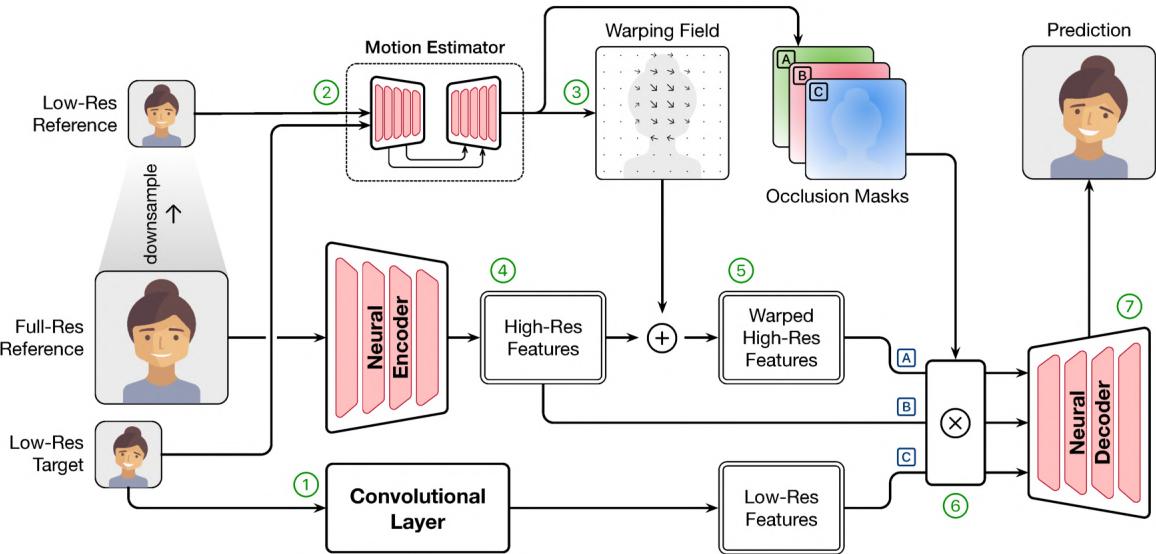 Motion Estimator
Warping Field
Prediction
A
B
C
2
3
Low-Res
Reference
Occlusion Masks
downsample
Full-Res
Reference
Neural
Encoder
4
High-Res
Features
5
Warped
High-Res
Features
7
A
B
C
Neural
Decoder
Low-Res
Target
1
Convolutional
Layer
Low-Res
Features
6